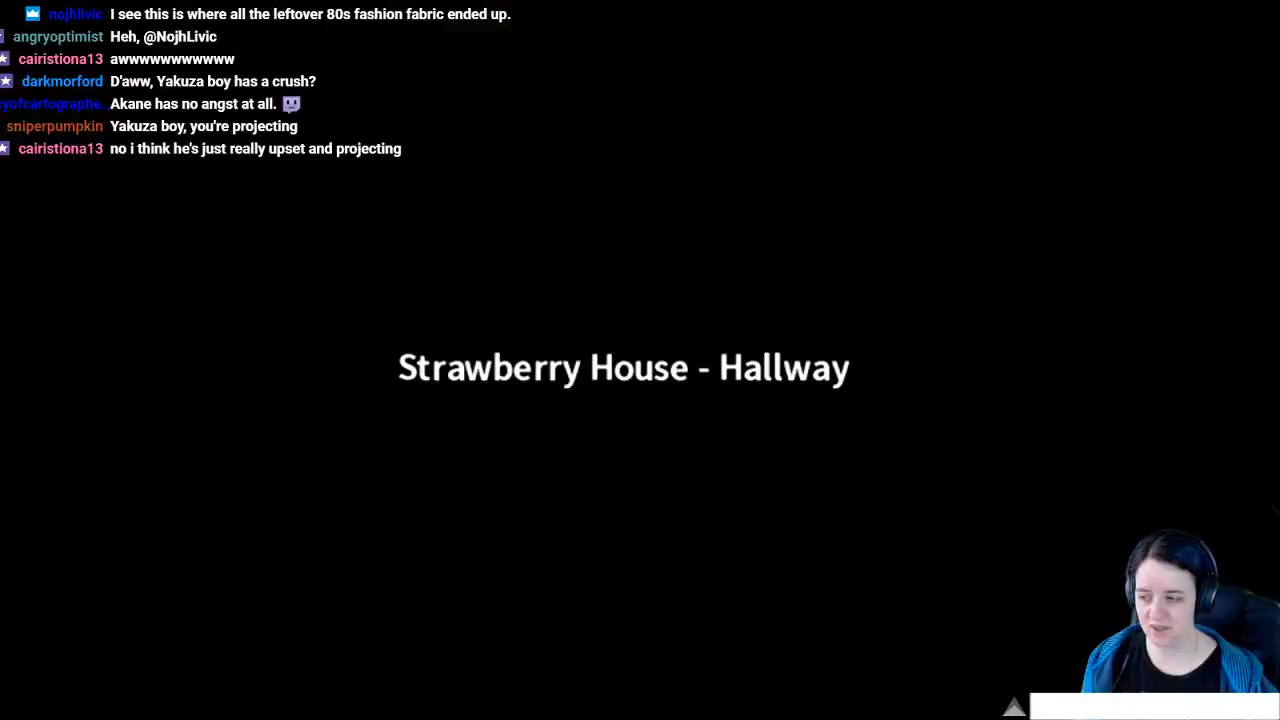 nojhlivic I see this is where all the leftover 80s fashion fabric ended up.
angryoptimist Heh, @NojhLivic
cairistiona13 awwwwwwwwwww
darkmorford D'aww, Yakuza boy has a crush?
yofcartographe.. Akane has no angst at all.
sniperpumpkin Yakuza boy, you're projecting
cairistiona13 no i think he's just really upset and projecting
Strawberry House - Hallway